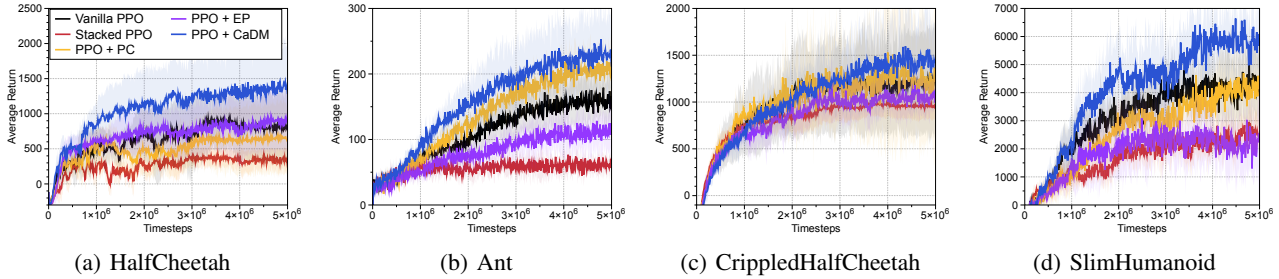 Vanilla PPO
Stacked PPO
PPO + PC
PPO + EP
PPO + CaDM
Average Return
2500
2000
1500
1000
500
0
0
1×10⁶
2×10⁶
3×10⁶
4×10⁶
5×10⁶
Timesteps
(a) HalfCheetah
Average Return
300
200
100
0
0
1×10⁶
2×10⁶
3×10⁶
4×10⁶
5×10⁶
Timesteps
(b) Ant
Average Return
2000
1500
1000
500
0
0
1×10⁶
2×10⁶
3×10⁶
4×10⁶
5×10⁶
Timesteps
(c) CrippledHalfCheetah
Average Return
7000
6000
5000
4000
3000
2000
1000
0
0
1×10⁶
2×10⁶
3×10⁶
4×10⁶
5×10⁶
Timesteps
(d) SlimHumanoid